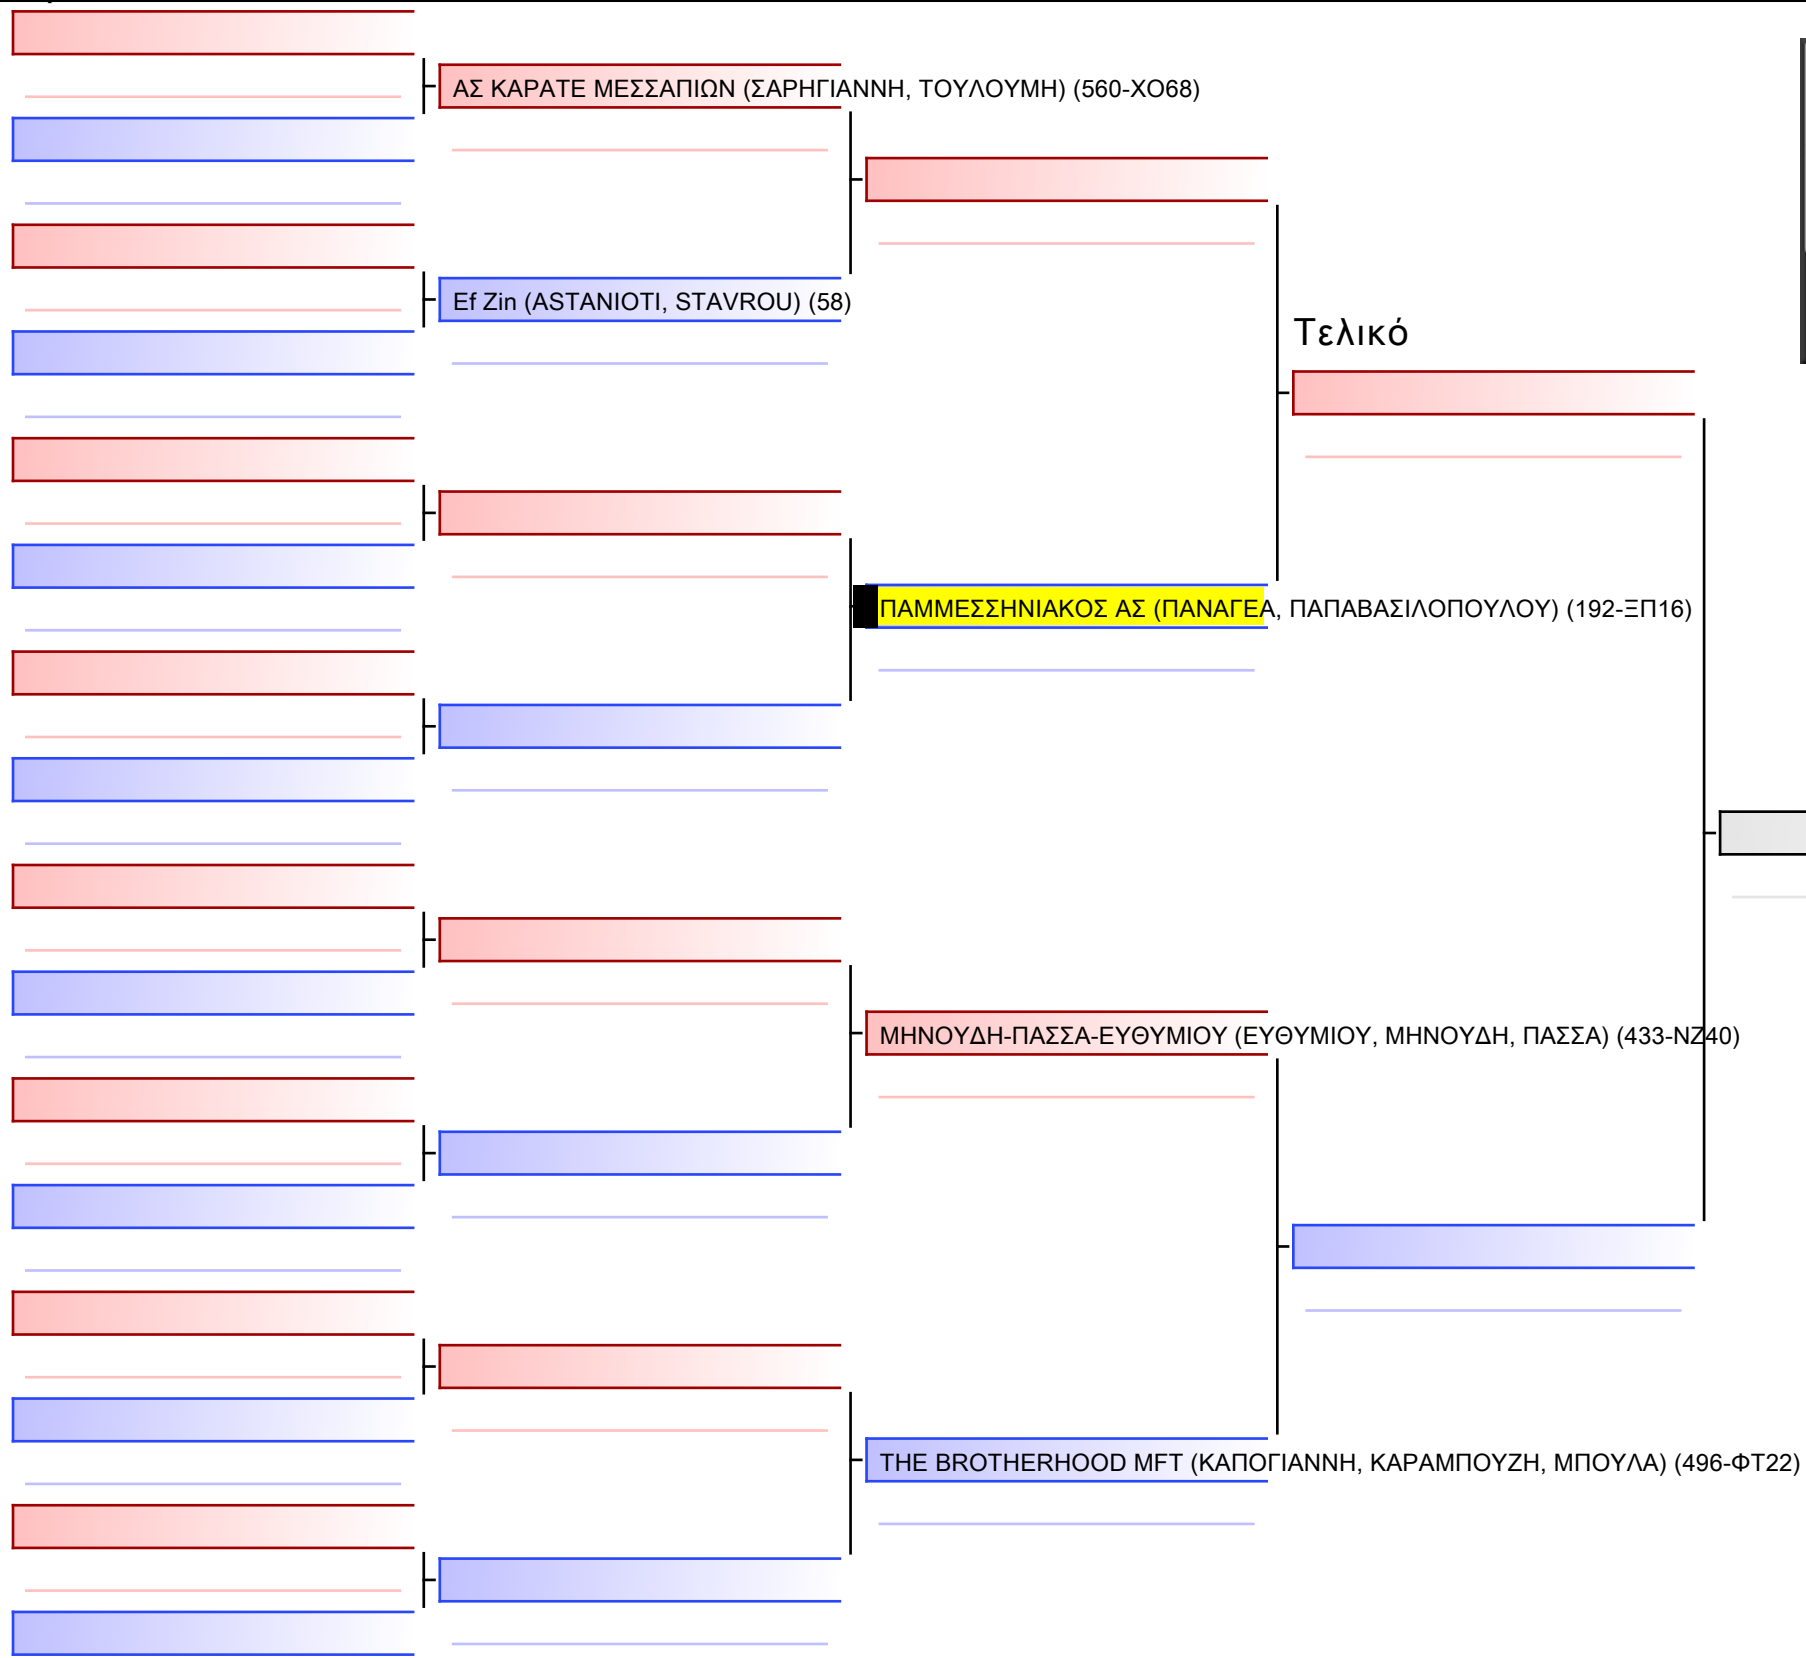 ΑΣ ΚΑΡΑΤΕ ΜΕΣΣΑΠΙΩΝ (ΣΑΡΗΓΙΑΝΝΗ, ΤΟΥΛΟΥΜΗ) (560-ΧΟ68)
Ef Zin (ASTANIOTI, STAVROU) (58)
Τελικό
ΠΑΜΜΕΣΣΗΝΙΑΚΟΣ ΑΣ (ΠΑΝΑΓΕΑ, ΠΑΠΑΒΑΣΙΛΟΠΟΥΛΟΥ) (192-ΞΠ16)
ΜΗΝΟΥΔΗ-ΠΑΣΣΑ-ΕΥΘΥΜΙΟΥ (ΕΥΘΥΜΙΟΥ, ΜΗΝΟΥΔΗ, ΠΑΣΣΑ) (433-ΝΖ40)
THE BROTHERHOOD MFT (ΚΑΠΟΓΙΑΝΝΗ, ΚΑΡΑΜΠΟΥΖΗ, ΜΠΟΥΛΑ) (496-ΦΤ22)